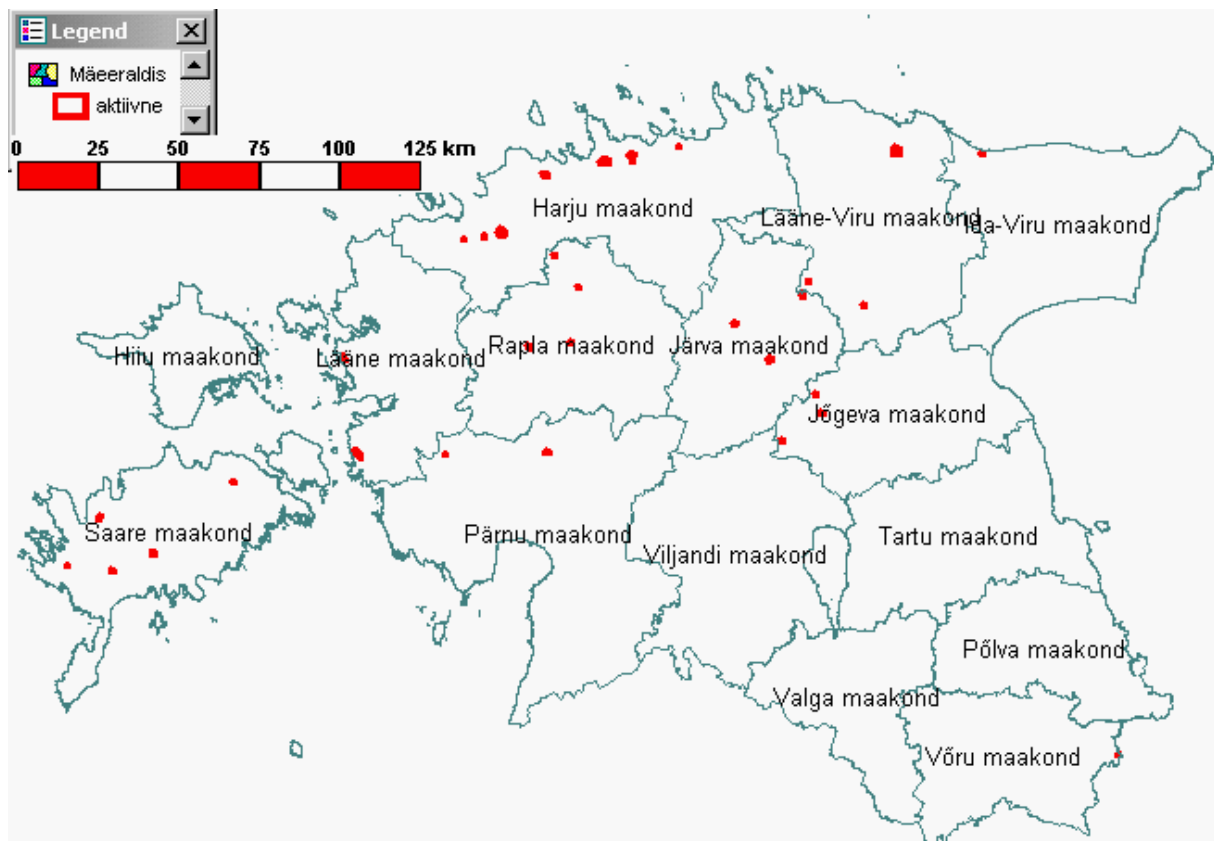 Legend
Mäeeraldis
aktiivne
0 25 50 75 100 125 km
Harju maakond
Lääne-Viru maakond
Ida-Viru maakond
Hiiu maakond
Lääne maakond
Rapla maakond
Järva maakond
Jõgeva maakond
Saare maakond
Pärnu maakond
Viljandi maakond
Tartu maakond
Põlva maakond
Valga maakond
Võru maakond